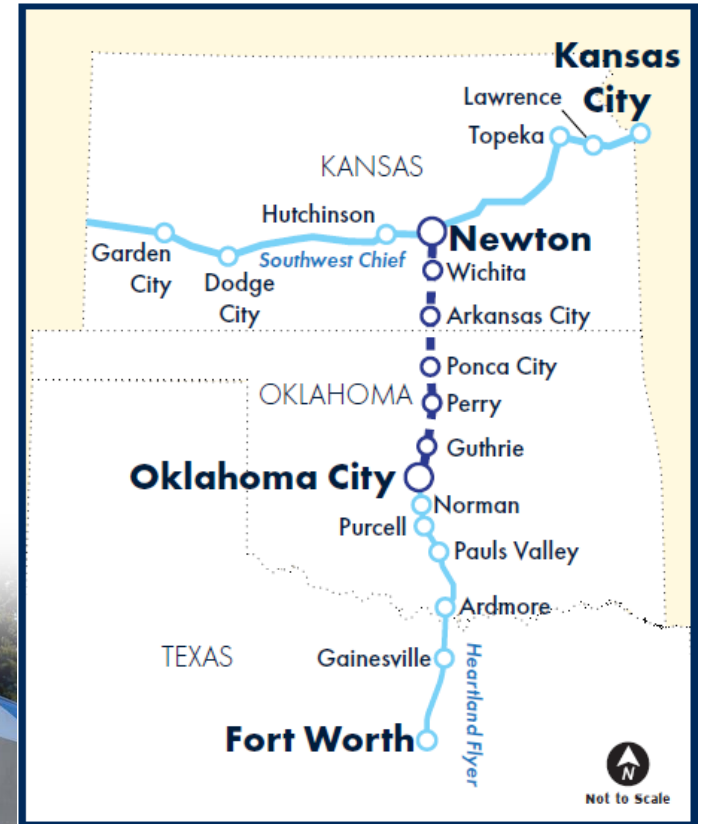 Kansas
City
Lawrence
Topeka
KANSAS
Hutchinson
Newton
Garden
City
Southwest Chief
Dodge
City
Wichita
Arkansas City
Ponca City
OKLAHOMA
Perry
Guthrie
Oklahoma City
Norman
Purcell
Pauls Valley
Ardmore
TEXAS
Gainesville
Heartland Flyer
Fort Worth
N
Not to Scale